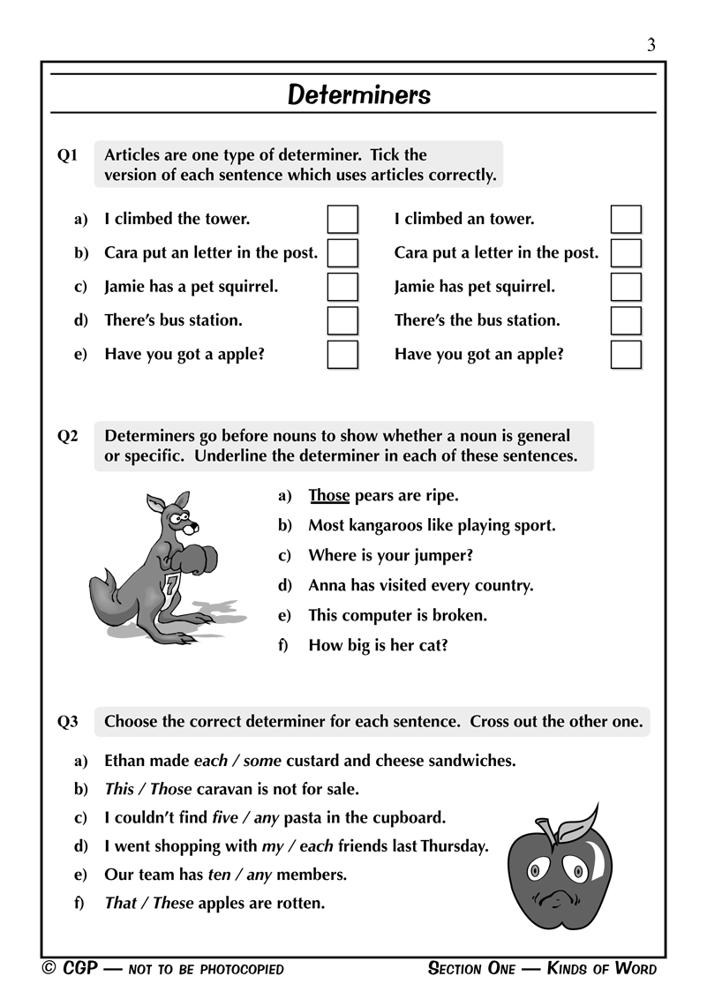 3
Determiners
Q1 Articles are one type of determiner. Tick the
version of each sentence which uses articles correctly.
a) I climbed the tower. I climbed an tower.
b) Cara put an letter in the post. Cara put a letter in the post.
c) Jamie has a pet squirrel. Jamie has pet squirrel.
d) There’s bus station. There’s the bus station.
e) Have you got a apple? Have you got an apple?
Q2 Determiners go before nouns to show whether a noun is general
or specific. Underline the determiner in each of these sentences.
a) Those pears are ripe.
b) Most kangaroos like playing sport.
c) Where is your jumper?
d) Anna has visited every country.
e) This computer is broken.
f) How big is her cat?
7
Q3 Choose the correct determiner for each sentence. Cross out the other one.
a) Ethan made each / some custard and cheese sandwiches.
b) This / Those caravan is not for sale.
c) I couldn’t find five / any pasta in the cupboard.
d) I went shopping with my / each friends last Thursday.
e) Our team has ten / any members.
f) That / These apples are rotten.
© CGP — NOT TO BE PHOTOCOPIED SECTION ONE — KINDS OF WORD